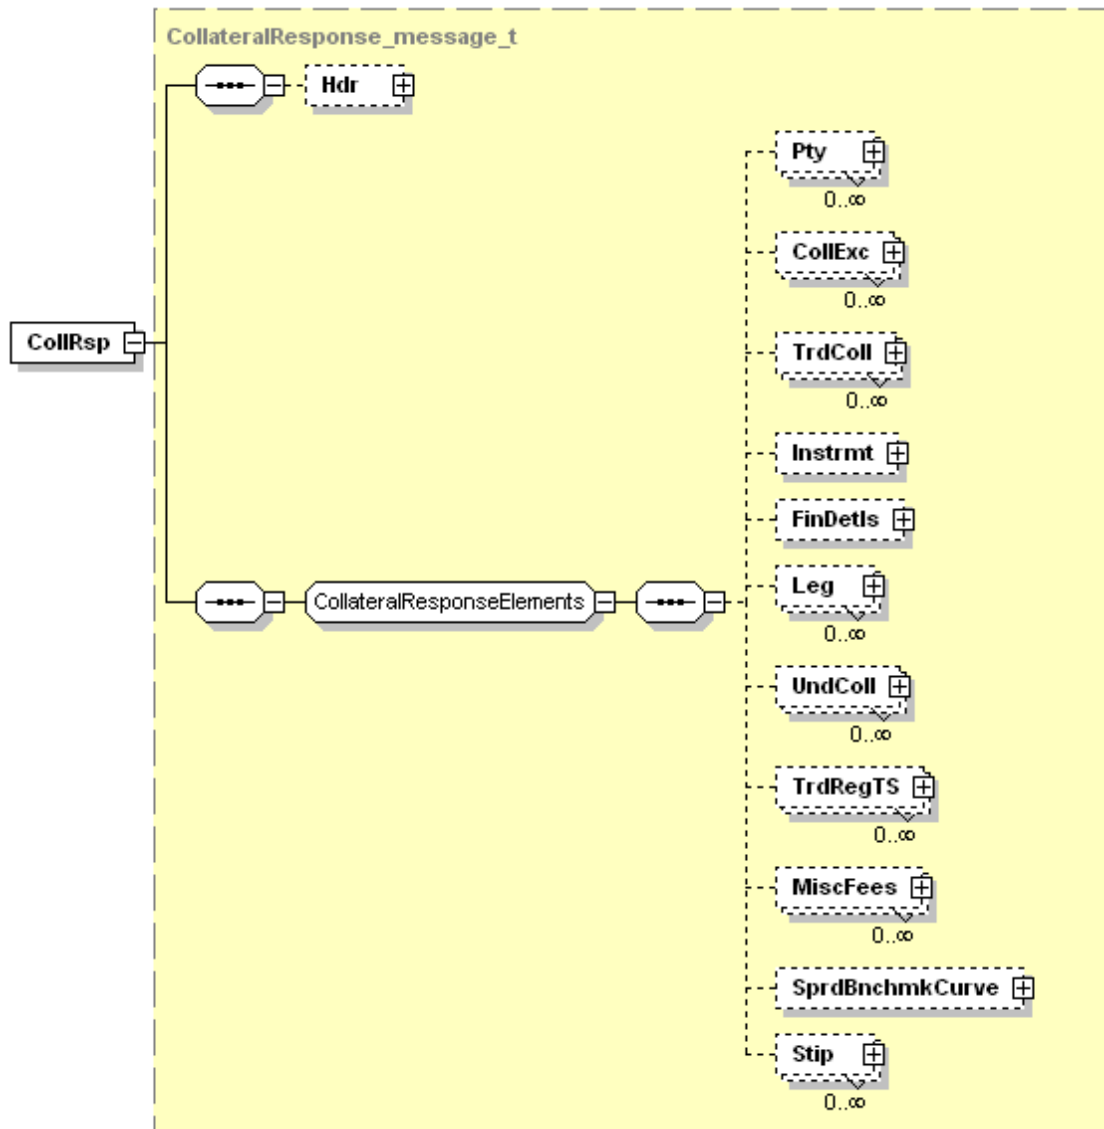 CollateralResponse_message_t
Hdr
Pty
0..∞
CollExc
0..∞
CollRsp
TrdColl
0..∞
Instrmt
FinDetls
CollateralResponseElements
Leg
0..∞
UndColl
0..∞
TrdRegTS
0..∞
MiscFees
0..∞
SprdBnchmkCurve
Stip
0..∞